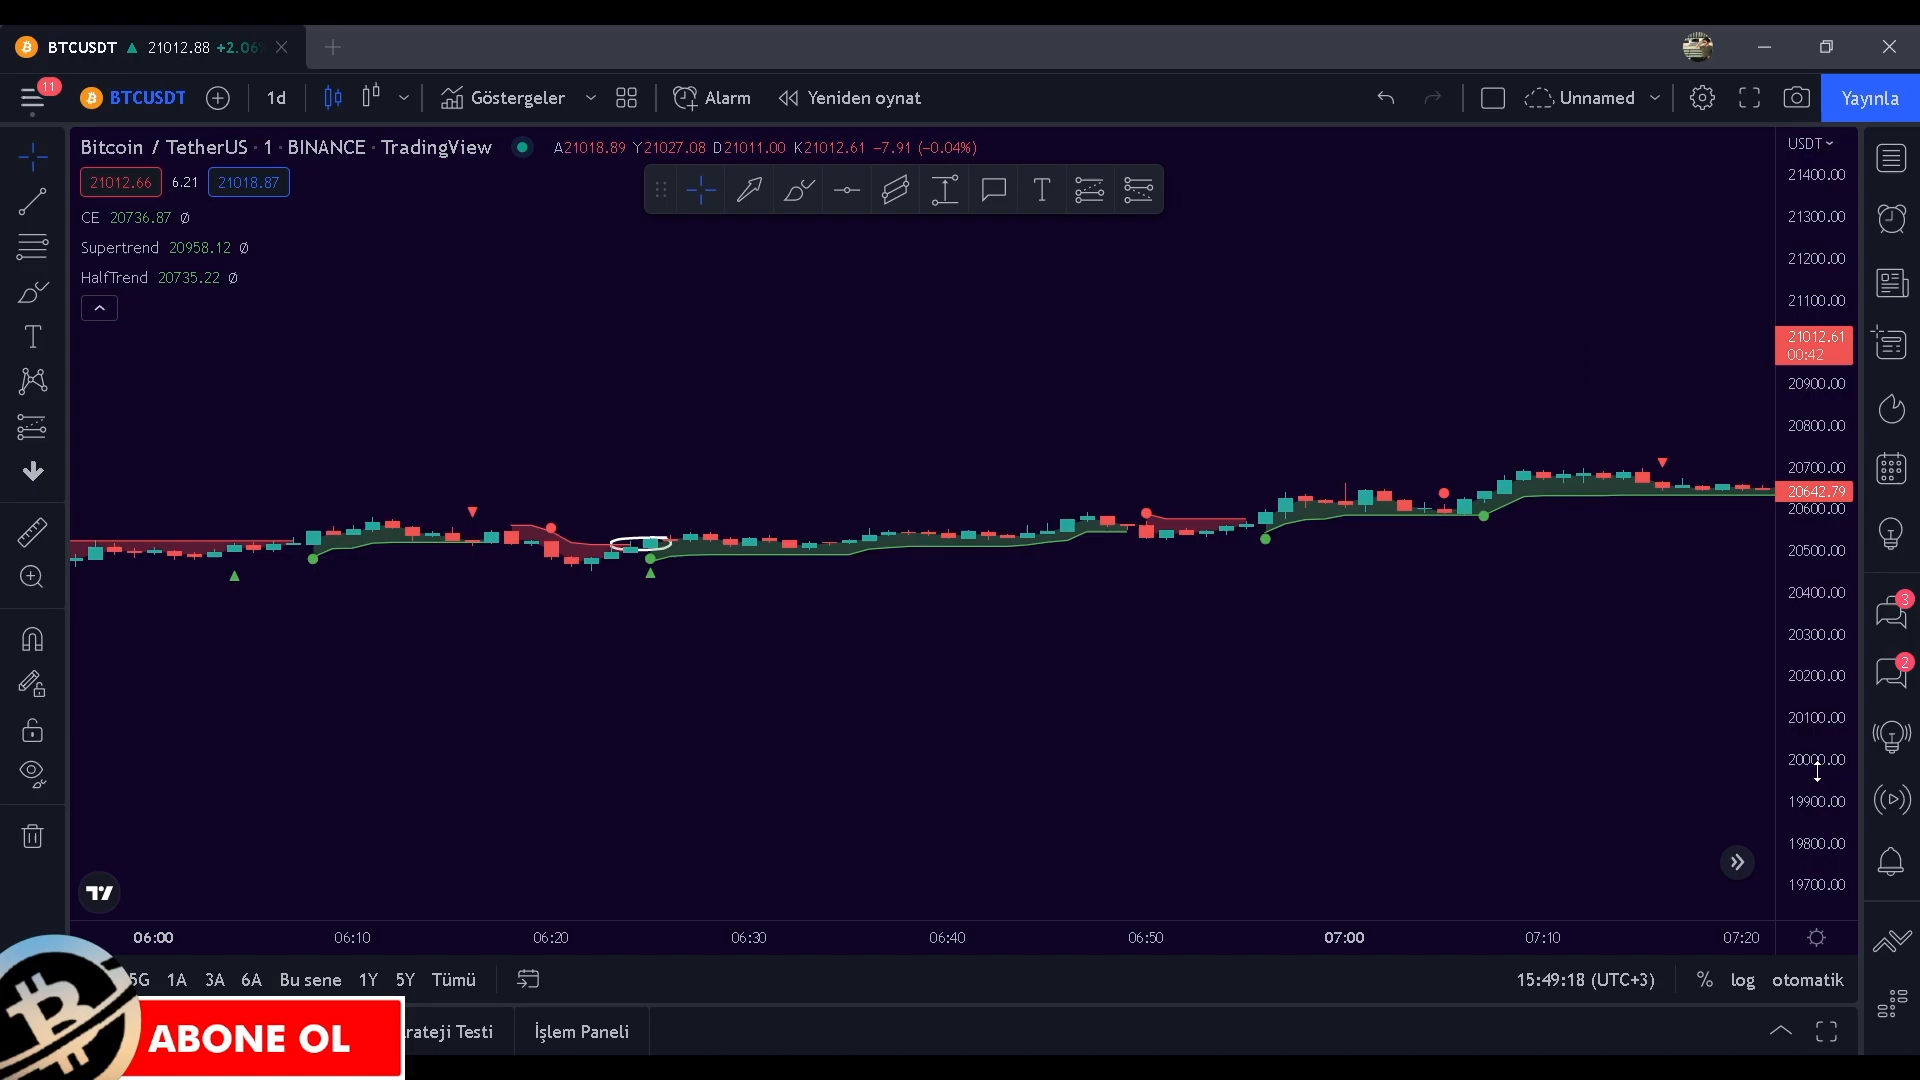 BTCUSDT ▲ 21012.88 +2.06
11
BTCUSDT 1d Göstergeler Alarm Yeniden oynat Unnamed Yayınla
Bitcoin / TetherUS · 1 · BINANCE · TradingView A21018.89 Y21027.08 D21011.00 K21012.61 −7.91 (−0.04%)
USDT
21012.66 6.21 21018.87
CE 20736.87 Ø
Supertrend 20958.12 Ø
HalfTrend 20735.22 Ø
21400.00
21300.00
21200.00
21100.00
21012.61
00:42
20900.00
20800.00
20700.00
20642.79
20600.00
20500.00
20400.00
20300.00
20200.00
20100.00
20000.00
19900.00
19800.00
19700.00
3
2
06:00 06:10 06:20 06:30 06:40 06:50 07:00 07:10 07:20
5G 1A 3A 6A Bu sene 1Y 5Y Tümü 15:49:18 (UTC+3) % log otomatik
rateji Testi İşlem Paneli
ABONE OL